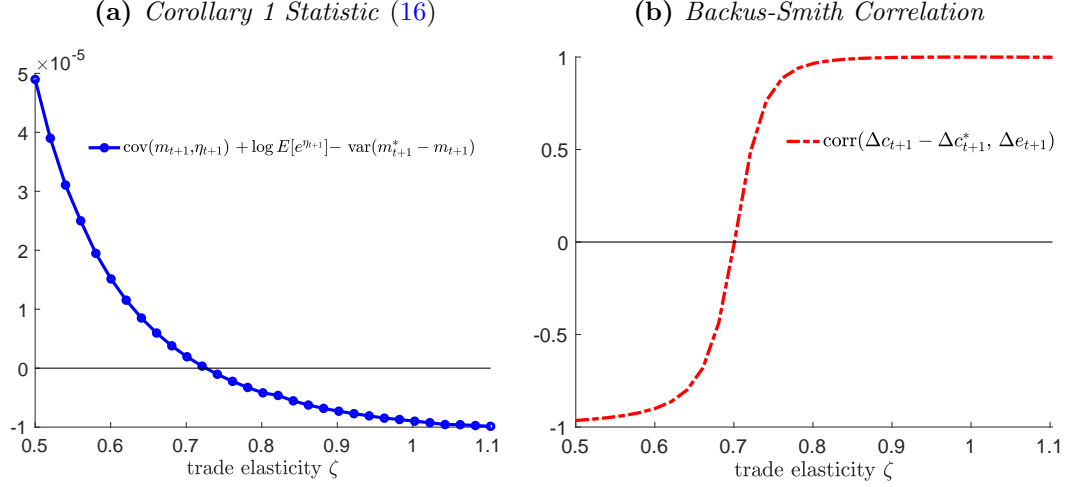 (a) Corollary 1 Statistic (16)
×10⁻⁵
5
4
3
2
1
0
-1
cov(m_{t+1},η_{t+1}) + log E[e^{η_{t+1}}]− var(m*_{t+1} − m_{t+1})
0.5 0.6 0.7 0.8 0.9 1 1.1
trade elasticity ζ
(b) Backus-Smith Correlation
1
0.5
0
-0.5
-1
corr(Δc_{t+1} − Δc*_{t+1}, Δe_{t+1})
0.5 0.6 0.7 0.8 0.9 1 1.1
trade elasticity ζ